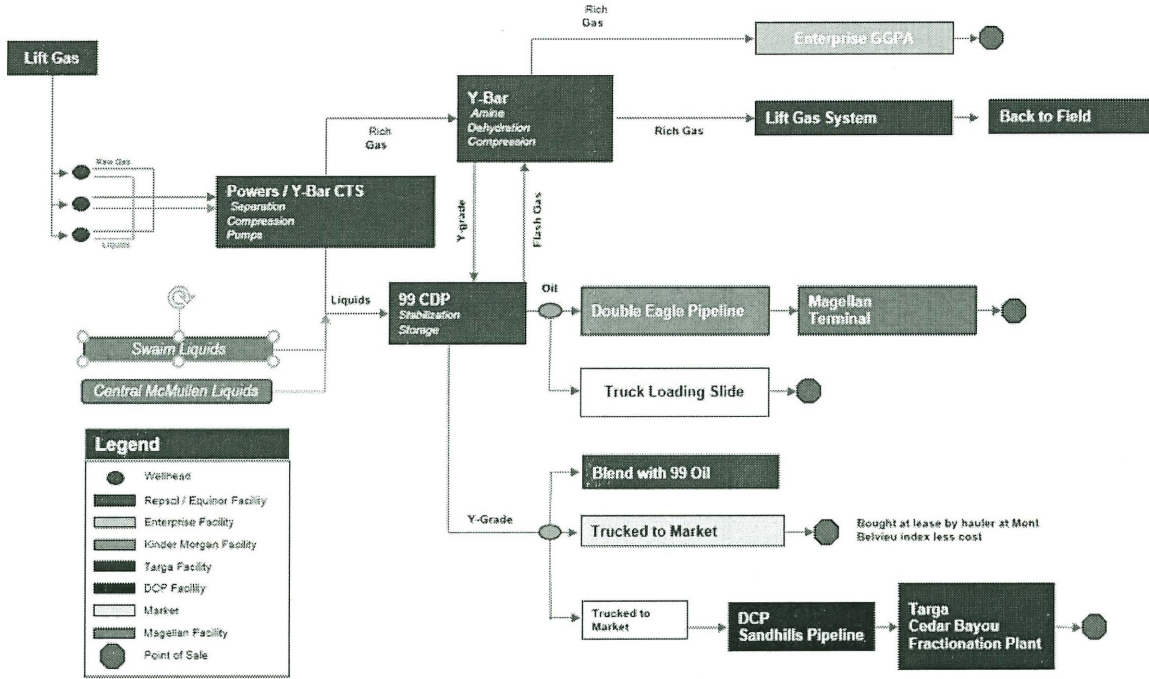 Rich
Gas
Enterprise GGPA
Lift Gas
Y-Bar
Amine
Dehydration
Compression
Lift Gas System
Back to Field
Rich
Gas
Rich Gas
Raw Gas
Powers / Y-Bar CTS
Separation
Compression
Pumps
Liquids
Y-grade
Flash Gas
Liquids
99 CDP
Stabilization
Storage
Oil
Double Eagle Pipeline
Magellan
Terminal
Swaim Liquids
Central McMullen Liquids
Truck Loading Slide
Legend
Wellhead
Repsol / Equinor Facility
Enterprise Facility
Kinder Morgan Facility
Targa Facility
DCP Facility
Market
Magellan Facility
Point of Sale
Blend with 99 Oil
Y-Grade
Trucked to Market
Bought at lease by hauler at Mont
Belvieu index less cost
Trucked to
Market
DCP
Sandhills Pipeline
Targa
Cedar Bayou
Fractionation Plant